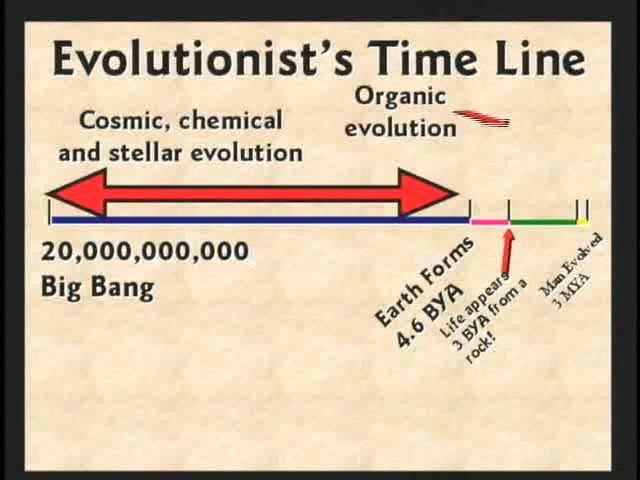 Evolutionist's Time Line
Organic
evolution
Cosmic, chemical
and stellar evolution
20,000,000,000
Big Bang
Earth Forms
4.6 BYA
Life appears
3 BYA from a
rock!
Man Evolved
3 MYA